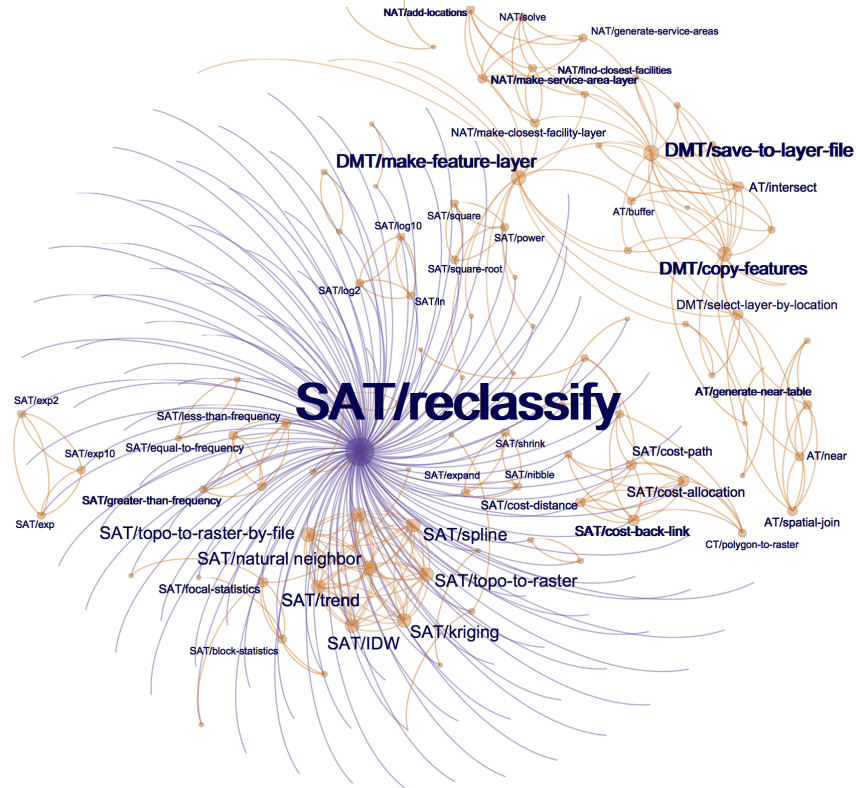 NAT/add-locations
NAT/solve
NAT/generate-service-areas
NAT/find-closest-facilities
NAT/make-service-area-layer
NAT/make-closest-facility-layer
DMT/save-to-layer-file
DMT/make-feature-layer
AT/intersect
AT/buffer
SAT/square
SAT/log10
SAT/power
SAT/square-root
DMT/copy-features
SAT/log2
SAT/ln
DMT/select-layer-by-location
SAT/reclassify
AT/generate-near-table
SAT/exp2
SAT/less-than-frequency
SAT/shrink
SAT/equal-to-frequency
SAT/exp10
SAT/cost-path
AT/near
SAT/expand
SAT/nibble
SAT/greater-than-frequency
SAT/cost-allocation
SAT/cost-distance
SAT/exp
AT/spatial-join
SAT/topo-to-raster-by-file
SAT/spline
SAT/cost-back-link
CT/polygon-to-raster
SAT/natural neighbor
SAT/topo-to-raster
SAT/focal-statistics
SAT/trend
SAT/kriging
SAT/IDW
SAT/block-statistics